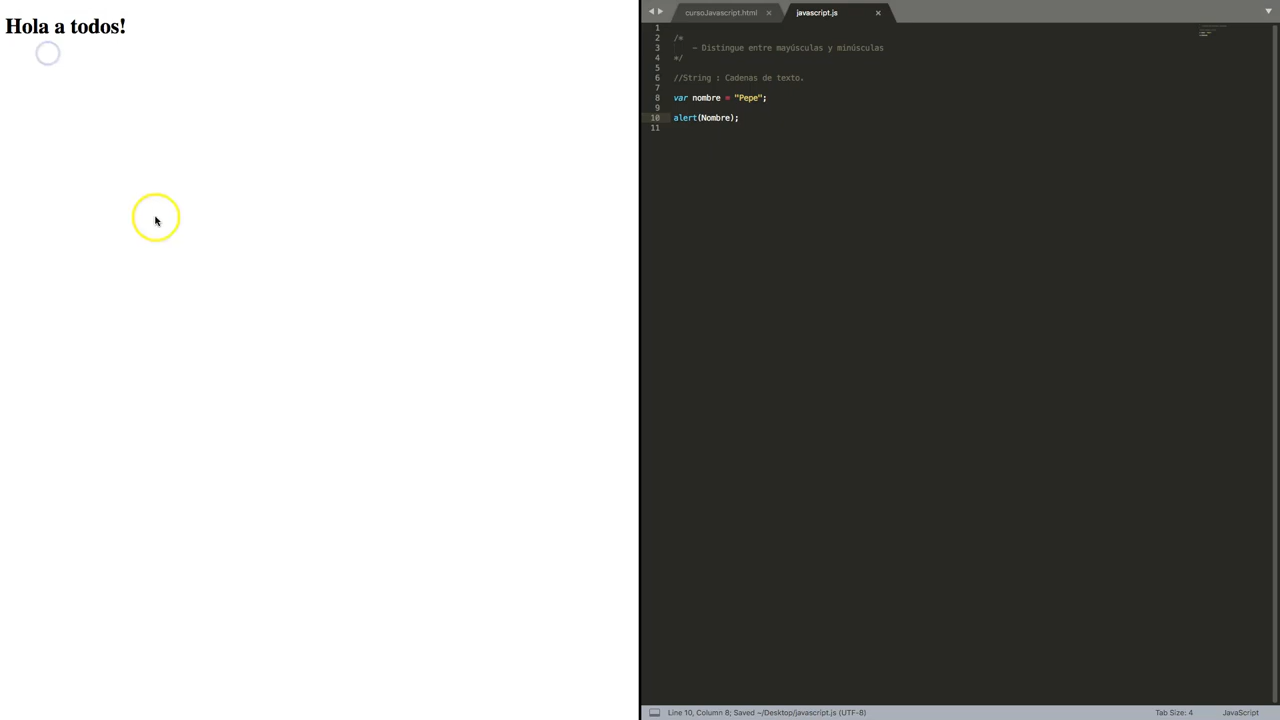 Hola a todos!
cursoJavascript.html
javascript.js
1
2 /*
3 - Distingue entre mayúsculas y minúsculas
4 */
5
6 //String : Cadenas de texto.
7
8 var nombre = "Pepe";
9
10 alert(Nombre);
11
Line 10, Column 8; Saved ~/Desktop/javascript.js (UTF-8)
Tab Size: 4
JavaScript